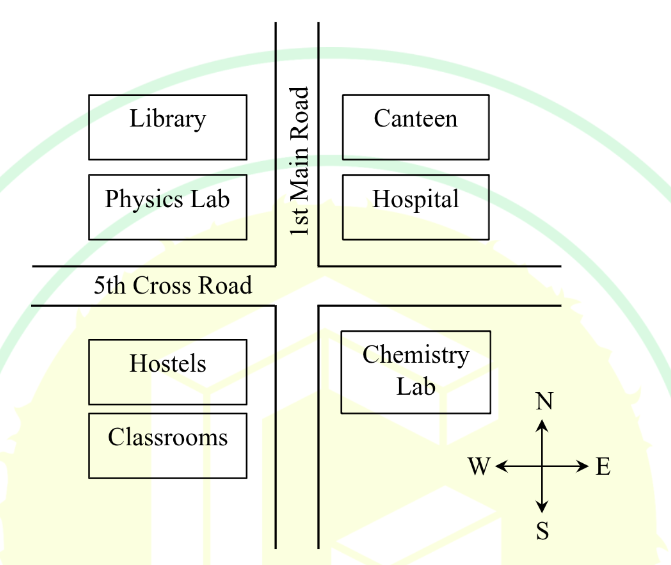 Library
Canteen
1st Main Road
Physics Lab
Hospital
5th Cross Road
Hostels
Chemistry
Lab
Classrooms
N
W
E
S